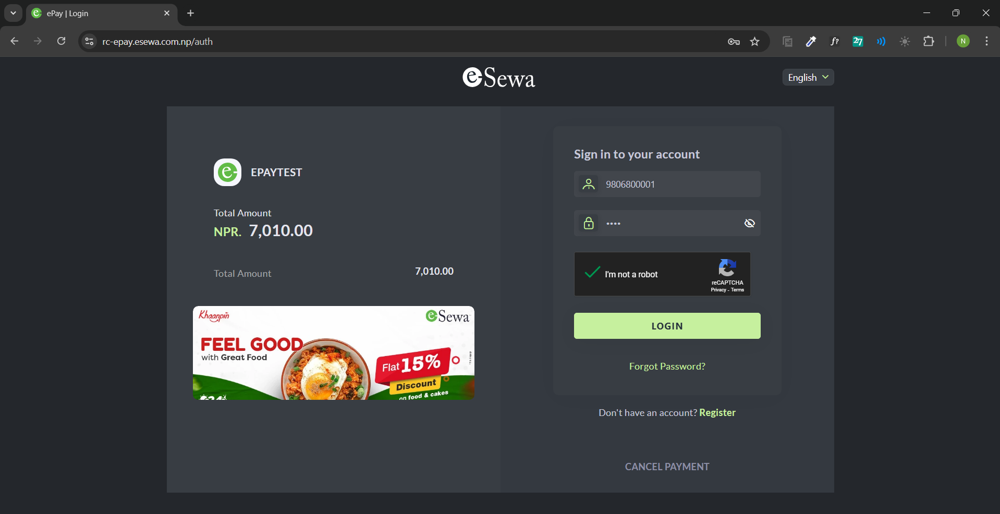 ePay | Login
rc-epay.esewa.com.np/auth
f?
27
N
eSewa
English
EPAYTEST
Total Amount
NPR. 7,010.00
Total Amount
7,010.00
Khaanpin
eSewa
FEEL GOOD
with Great Food
Flat 15%
Discount
on food & cakes
Sign in to your account
9806800001
••••
I'm not a robot
reCAPTCHA
Privacy - Terms
LOGIN
Forgot Password?
Don't have an account? Register
CANCEL PAYMENT